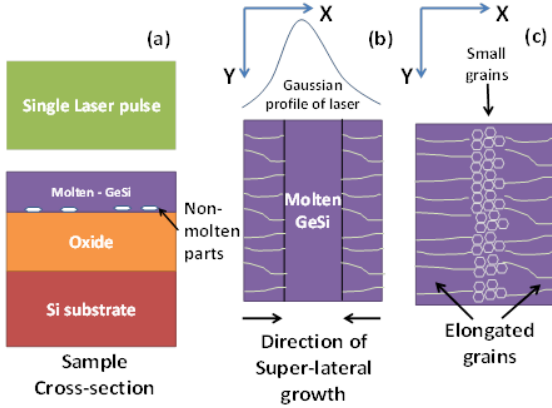 (a)
Single Laser pulse
Molten - GeSi
Non-
molten
parts
Oxide
Si substrate
Sample
Cross-section
X
(b)
Y
Gaussian
profile of laser
Molten
GeSi
Direction of
Super-lateral
growth
X
(c)
Y
Small
grains
Elongated
grains